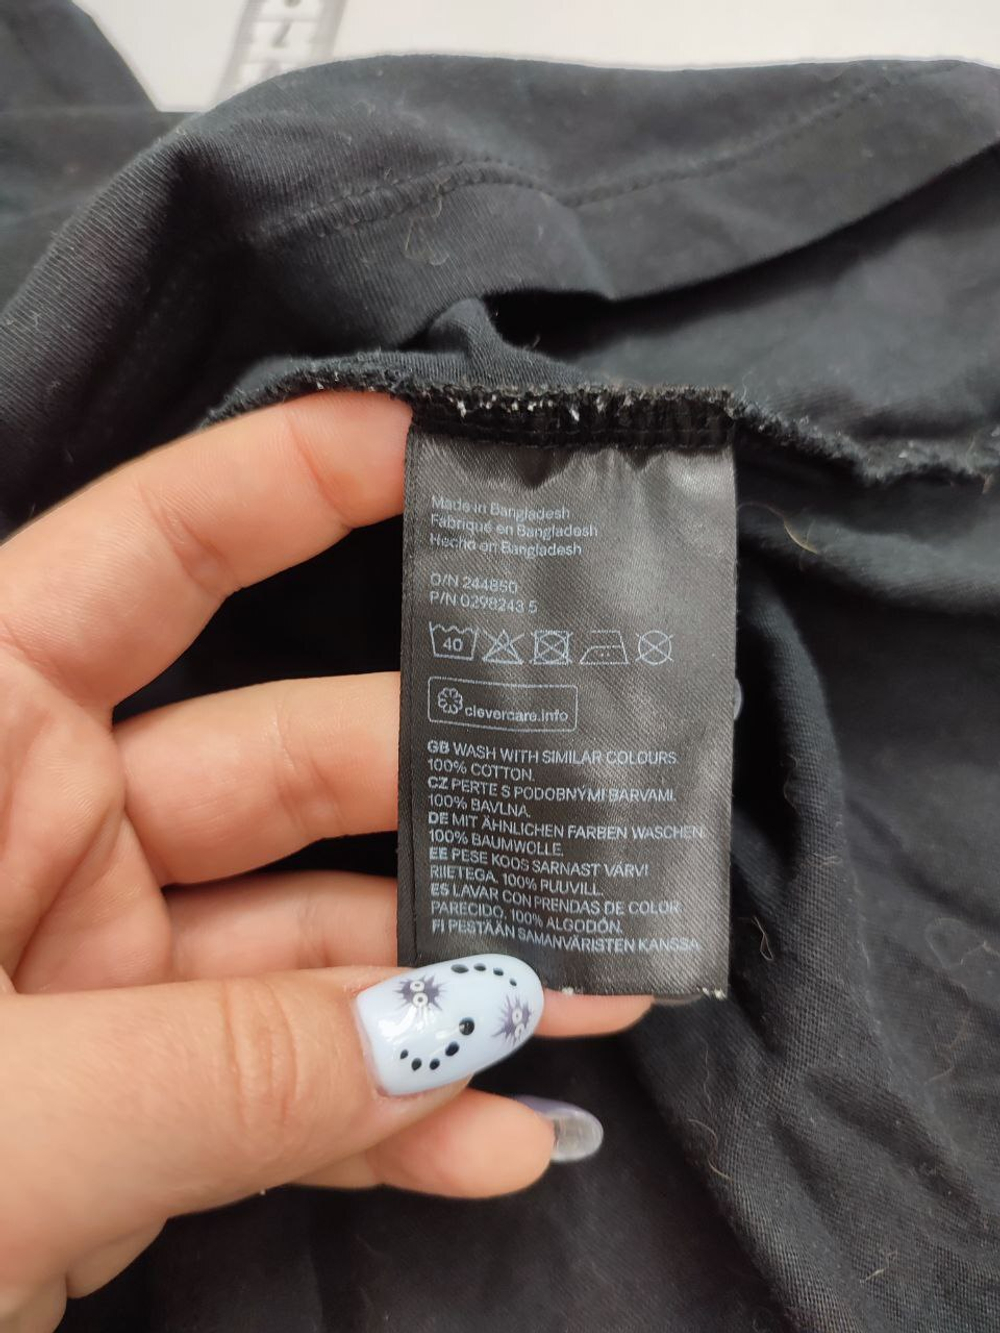 7
Made in Bangladesh
Fabriqué en Bangladesh
Hecho en Bangladesh
O/N 244850
P/N 0298243 5
40
clevercare.info
GB WASH WITH SIMILAR COLOURS.
100% COTTON.
CZ PERTE S PODOBNÝMI BARVAMI.
100% BAVLNA.
DE MIT ÄHNLICHEN FARBEN WASCHEN.
100% BAUMWOLLE.
EE PESE KOOS SARNAST VÄRVI
RIIETEGA. 100% PUUVILL.
ES LAVAR CON PRENDAS DE COLOR
PARECIDO. 100% ALGODÓN.
FI PESTÄÄN SAMANVÄRISTEN KANSSA.